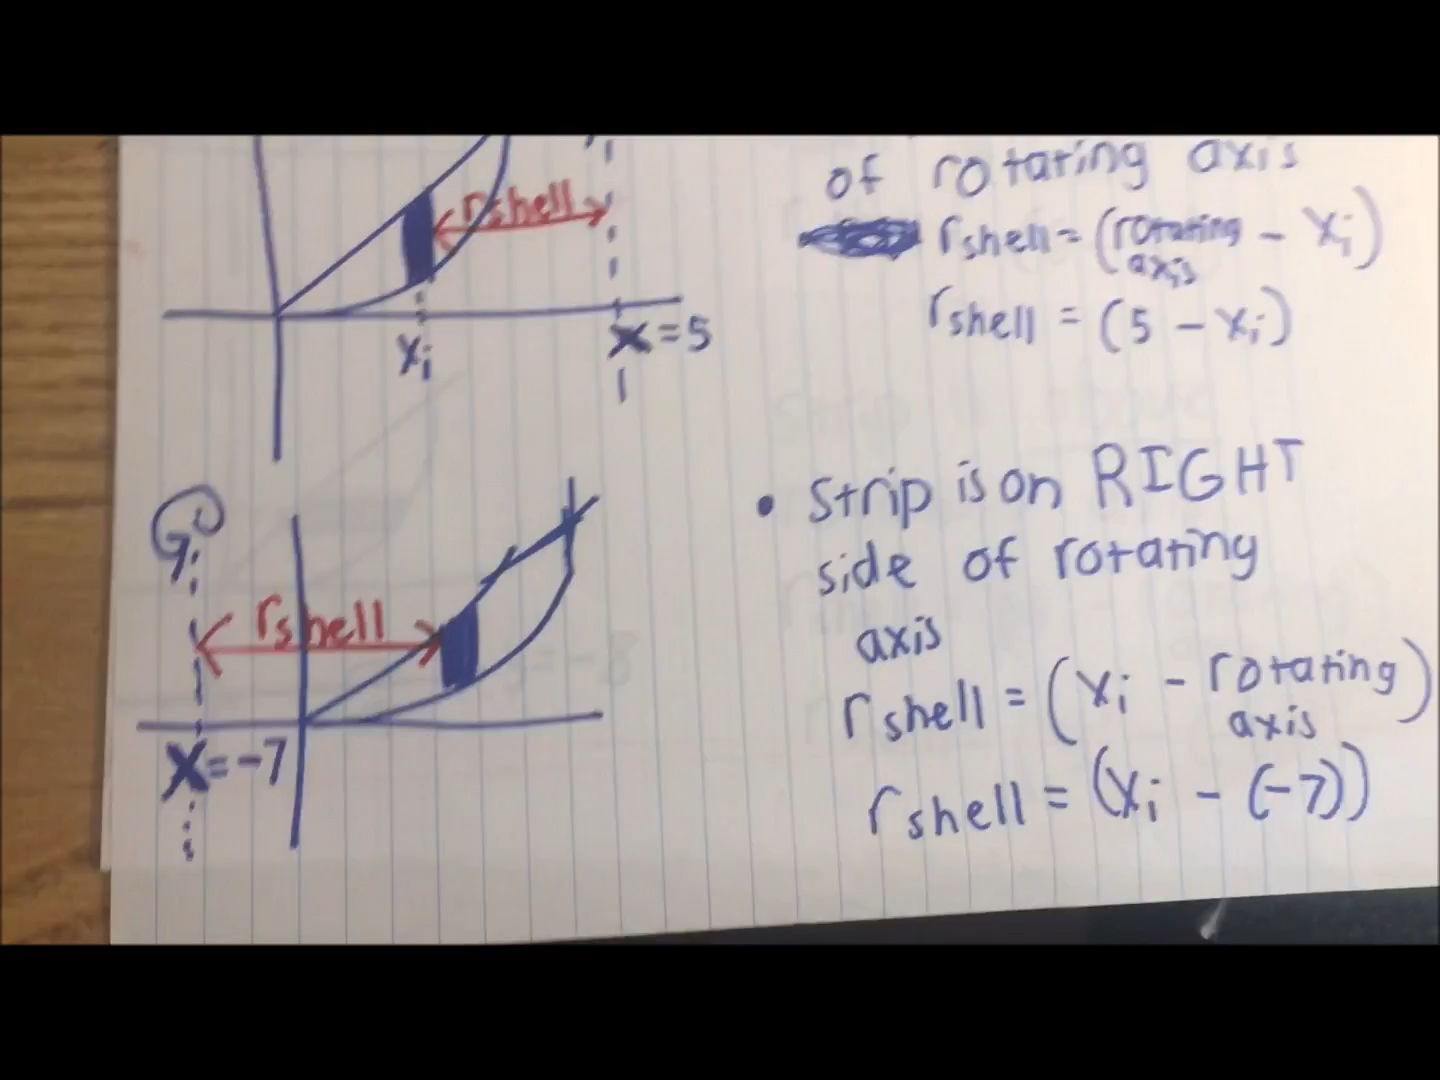 of rotating axis
rshell
rshell = (rotating axis - xi)
rshell = (5 - xi)
xi
x = 5
• Strip is on RIGHT
side of rotating
axis
rshell
rshell = (xi - rotating axis)
x = -7
rshell = (xi - (-7))